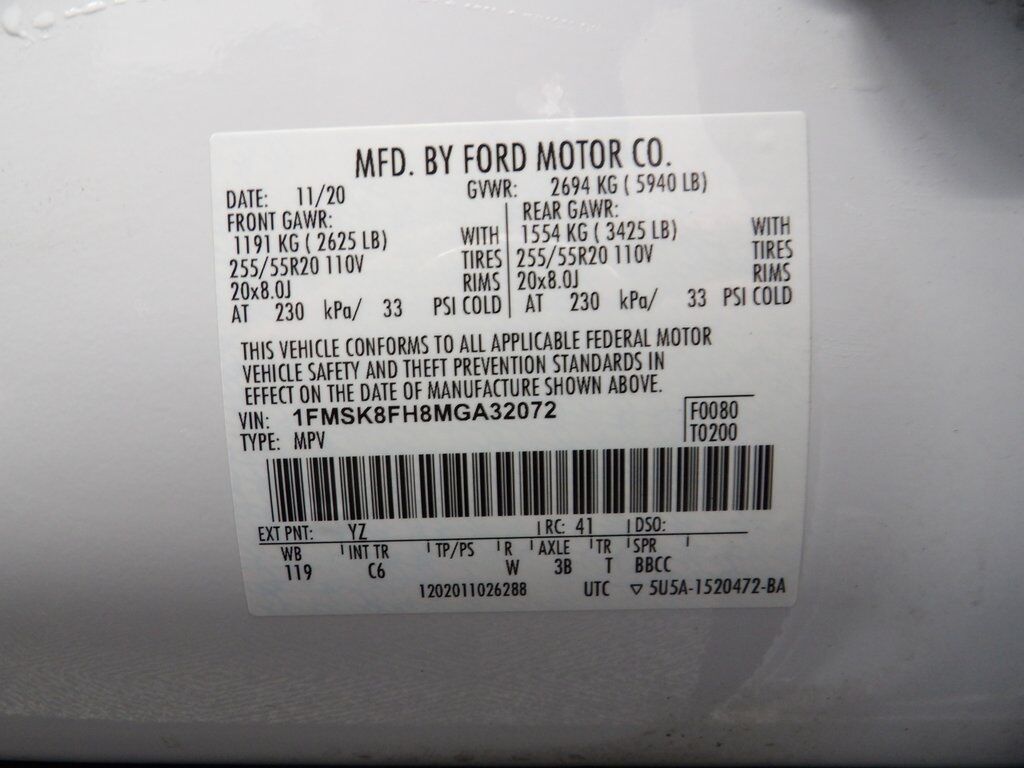 MFD. BY FORD MOTOR CO.
DATE: 11/20 GVWR: 2694 KG ( 5940 LB)
FRONT GAWR: REAR GAWR:
1191 KG ( 2625 LB) WITH 1554 KG ( 3425 LB) WITH
255/55R20 110V TIRES 255/55R20 110V TIRES
20x8.0J RIMS 20x8.0J RIMS
AT 230 kPa/ 33 PSI COLD AT 230 kPa/ 33 PSI COLD
THIS VEHICLE CONFORMS TO ALL APPLICABLE FEDERAL MOTOR
VEHICLE SAFETY AND THEFT PREVENTION STANDARDS IN
EFFECT ON THE DATE OF MANUFACTURE SHOWN ABOVE.
VIN: 1FMSK8FH8MGA32072 F0080
TYPE: MPV T0200
EXT PNT: YZ RC: 41 DSO:
WB INT TR TP/PS R AXLE TR SPR
119 C6 W 3B T BBCC
1202011026288 UTC ▽ 5U5A-1520472-BA